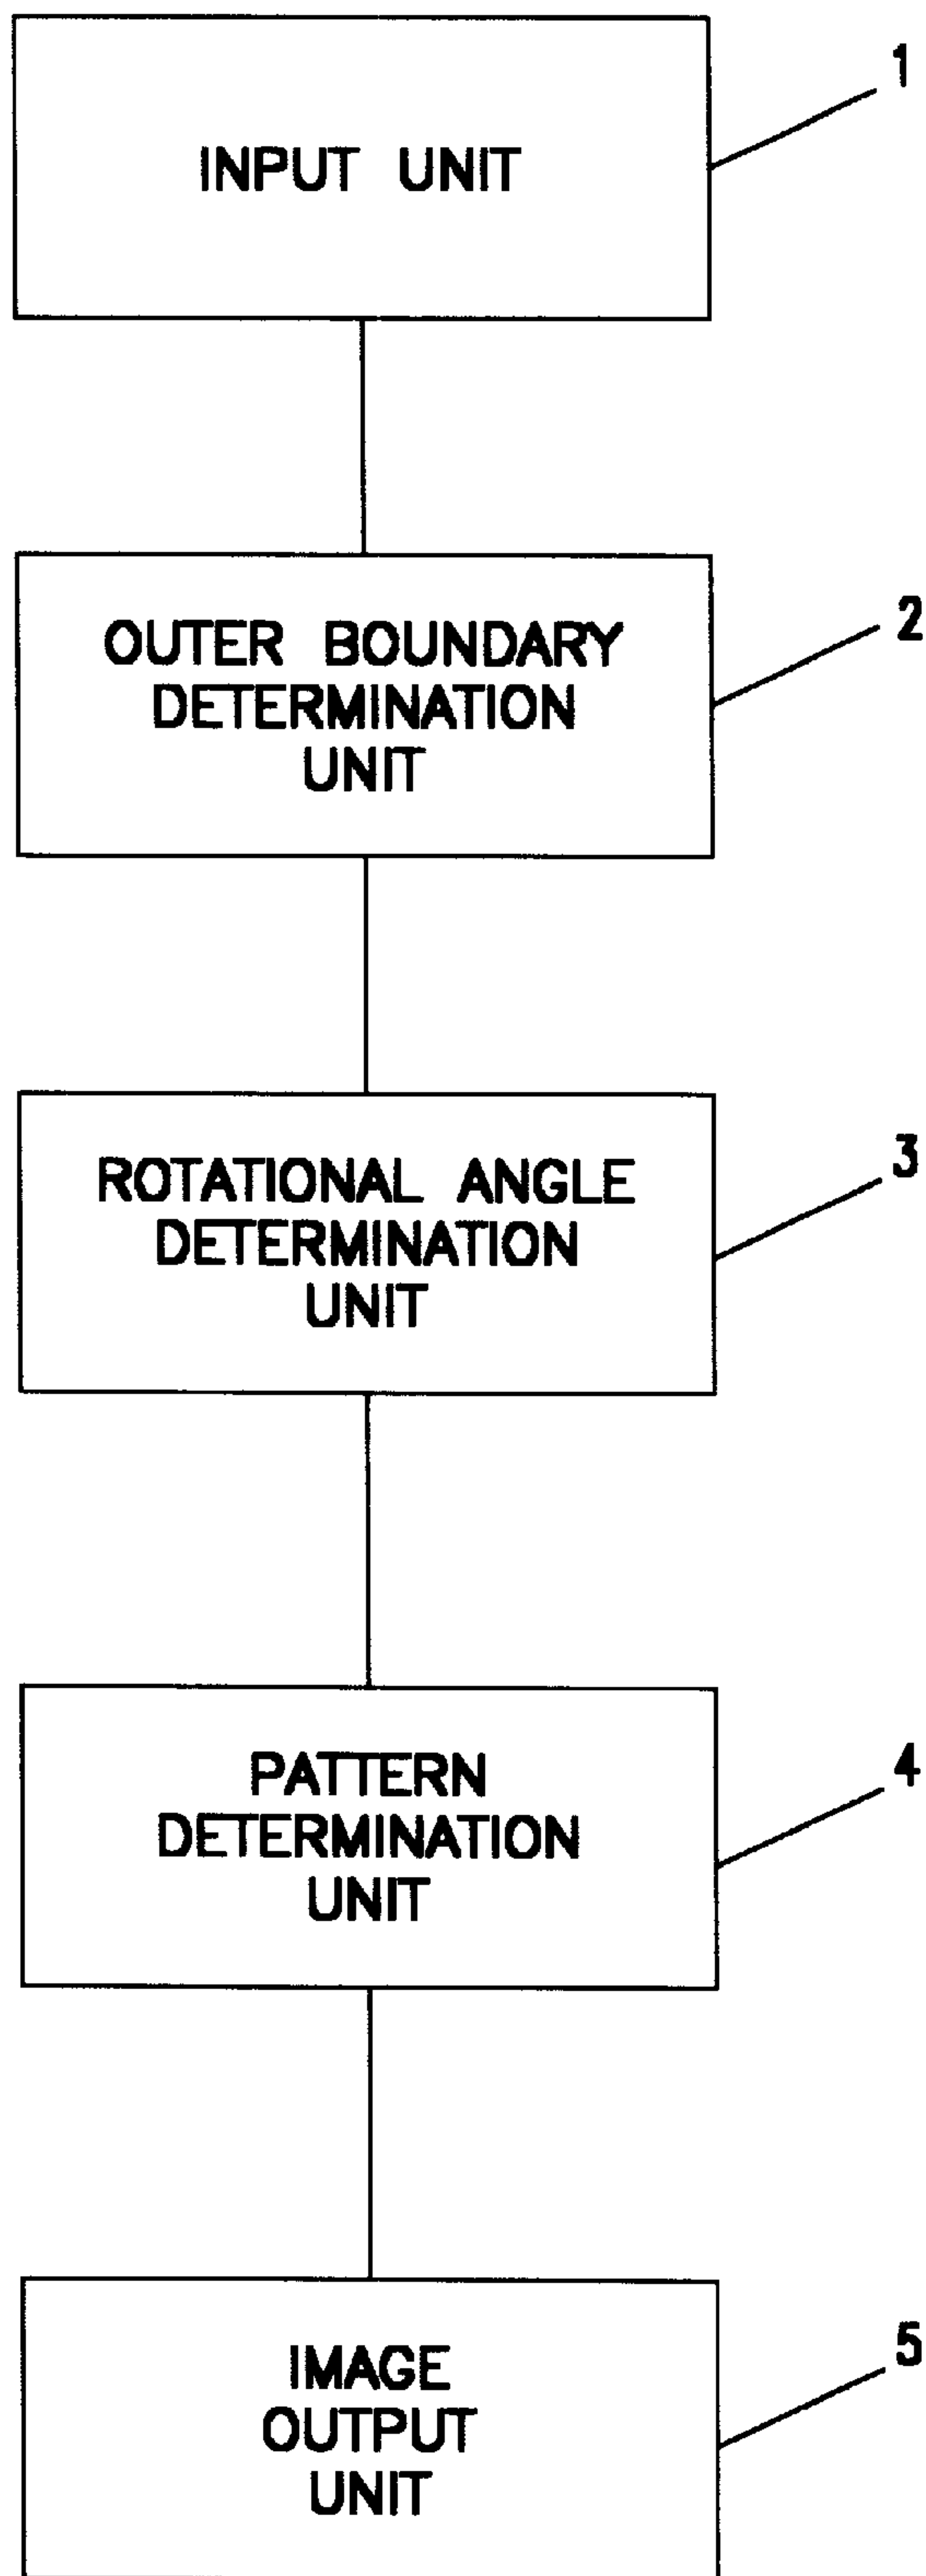 1
INPUT UNIT
2
OUTER BOUNDARY
DETERMINATION
UNIT
3
ROTATIONAL ANGLE
DETERMINATION
UNIT
4
PATTERN
DETERMINATION
UNIT
5
IMAGE
OUTPUT
UNIT